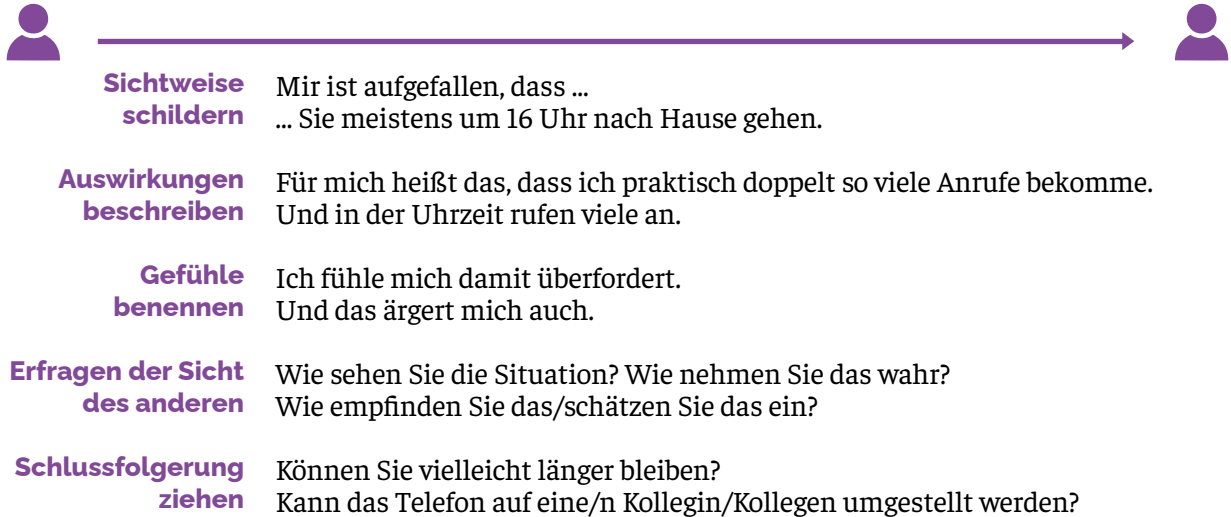 Sichtweise
schildern
Mir ist aufgefallen, dass ...
... Sie meistens um 16 Uhr nach Hause gehen.
Auswirkungen
beschreiben
Für mich heißt das, dass ich praktisch doppelt so viele Anrufe bekomme.
Und in der Uhrzeit rufen viele an.
Gefühle
benennen
Ich fühle mich damit überfordert.
Und das ärgert mich auch.
Erfragen der Sicht
des anderen
Wie sehen Sie die Situation? Wie nehmen Sie das wahr?
Wie empfinden Sie das/schätzen Sie das ein?
Schlussfolgerung
ziehen
Können Sie vielleicht länger bleiben?
Kann das Telefon auf eine/n Kollegin/Kollegen umgestellt werden?